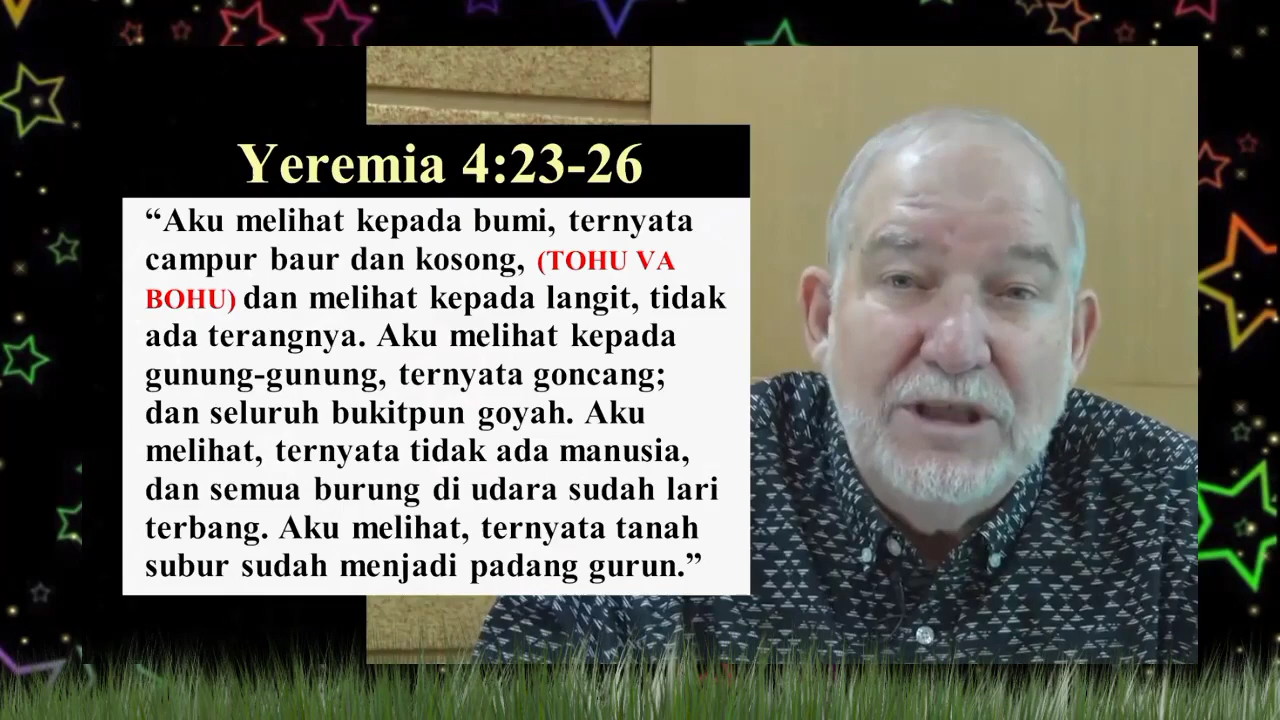 Yeremia 4:23-26
“Aku melihat kepada bumi, ternyata
campur baur dan kosong, (TOHU VA
BOHU) dan melihat kepada langit, tidak
ada terangnya. Aku melihat kepada
gunung-gunung, ternyata goncang;
dan seluruh bukitpun goyah. Aku
melihat, ternyata tidak ada manusia,
dan semua burung di udara sudah lari
terbang. Aku melihat, ternyata tanah
subur sudah menjadi padang gurun.”